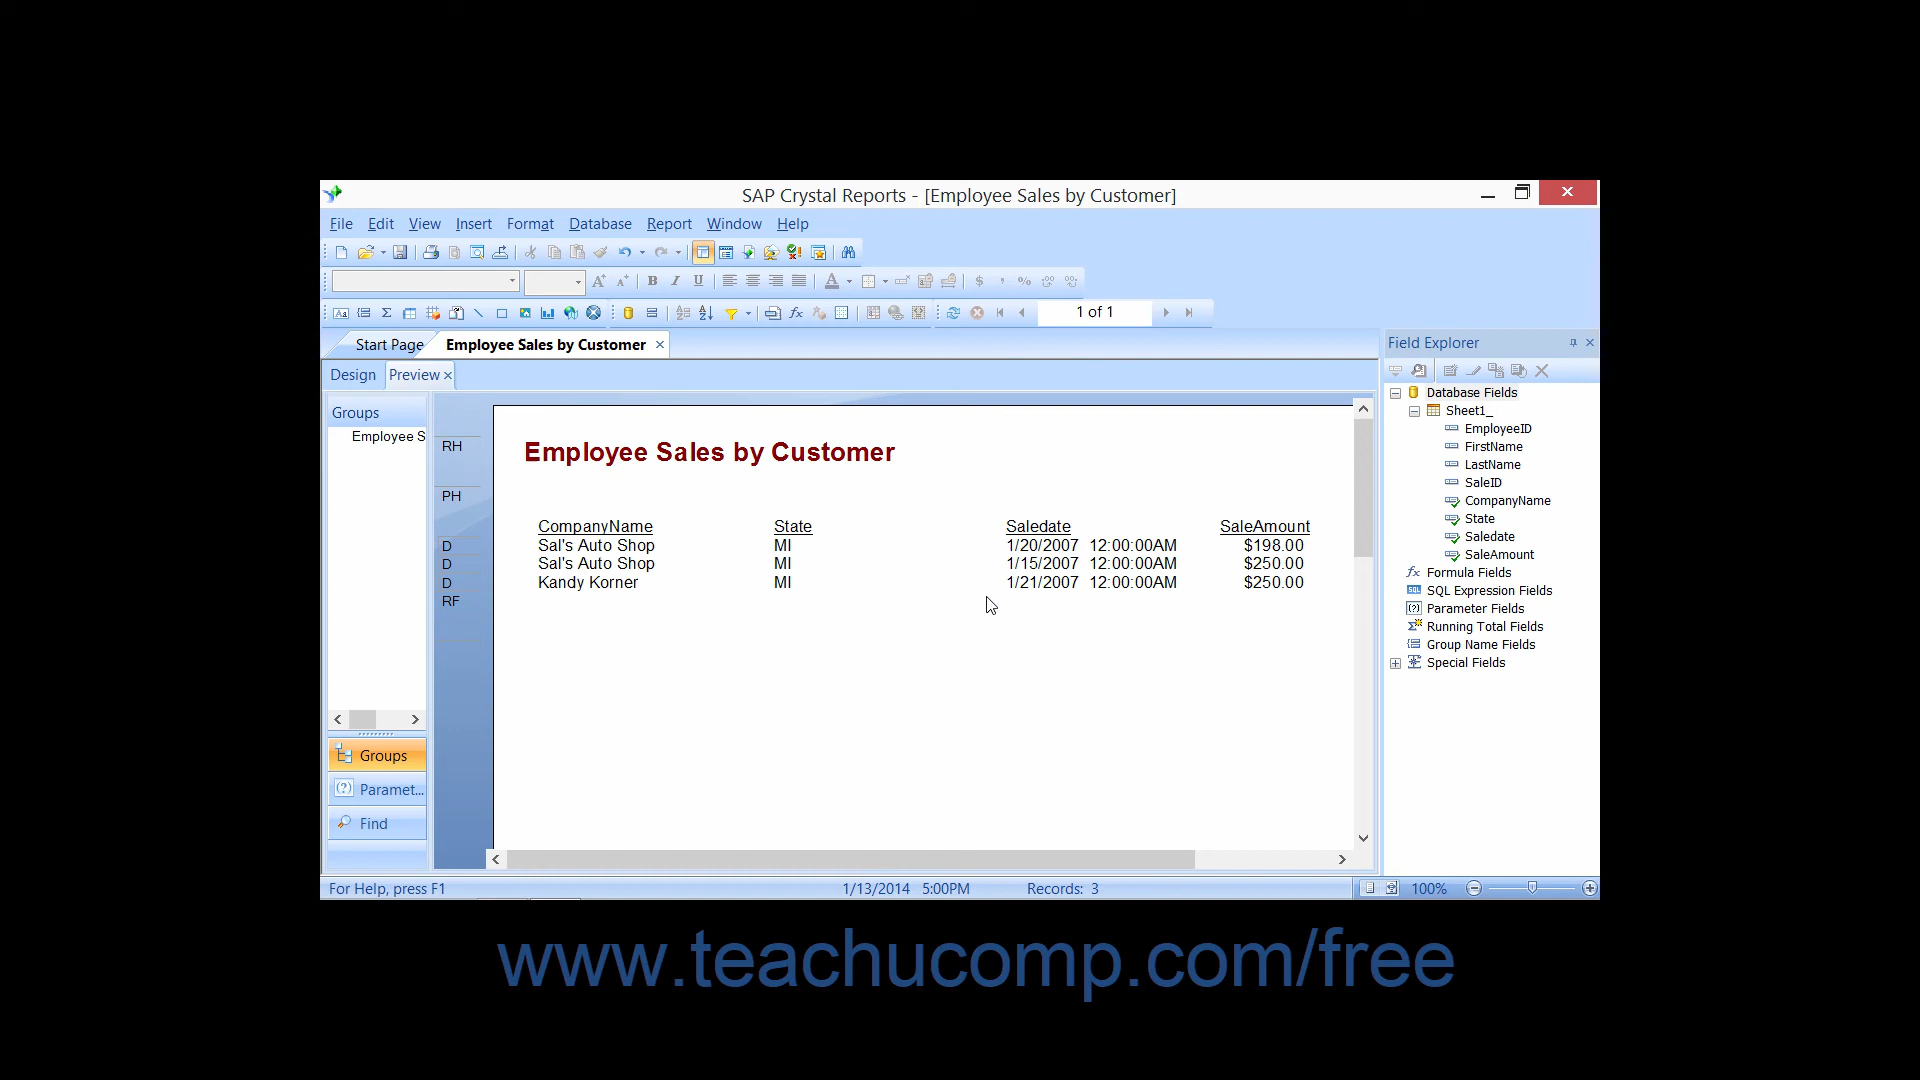 SAP Crystal Reports - [Employee Sales by Customer]
File Edit View Insert Format Database Report Window Help
1 of 1
Start Page Employee Sales by Customer
Design Preview
Groups
Employee S
RH
PH
D
D
D
RF
Employee Sales by Customer
CompanyName State Saledate SaleAmount
Sal's Auto Shop MI 1/20/2007 12:00:00AM $198.00
Sal's Auto Shop MI 1/15/2007 12:00:00AM $250.00
Kandy Korner MI 1/21/2007 12:00:00AM $250.00
Groups
Paramet...
Find
Field Explorer
Database Fields
Sheet1_
EmployeeID
FirstName
LastName
SaleID
CompanyName
State
Saledate
SaleAmount
Formula Fields
SQL Expression Fields
Parameter Fields
Running Total Fields
Group Name Fields
Special Fields
For Help, press F1 1/13/2014 5:00PM Records: 3 100%
www.teachucomp.com/free